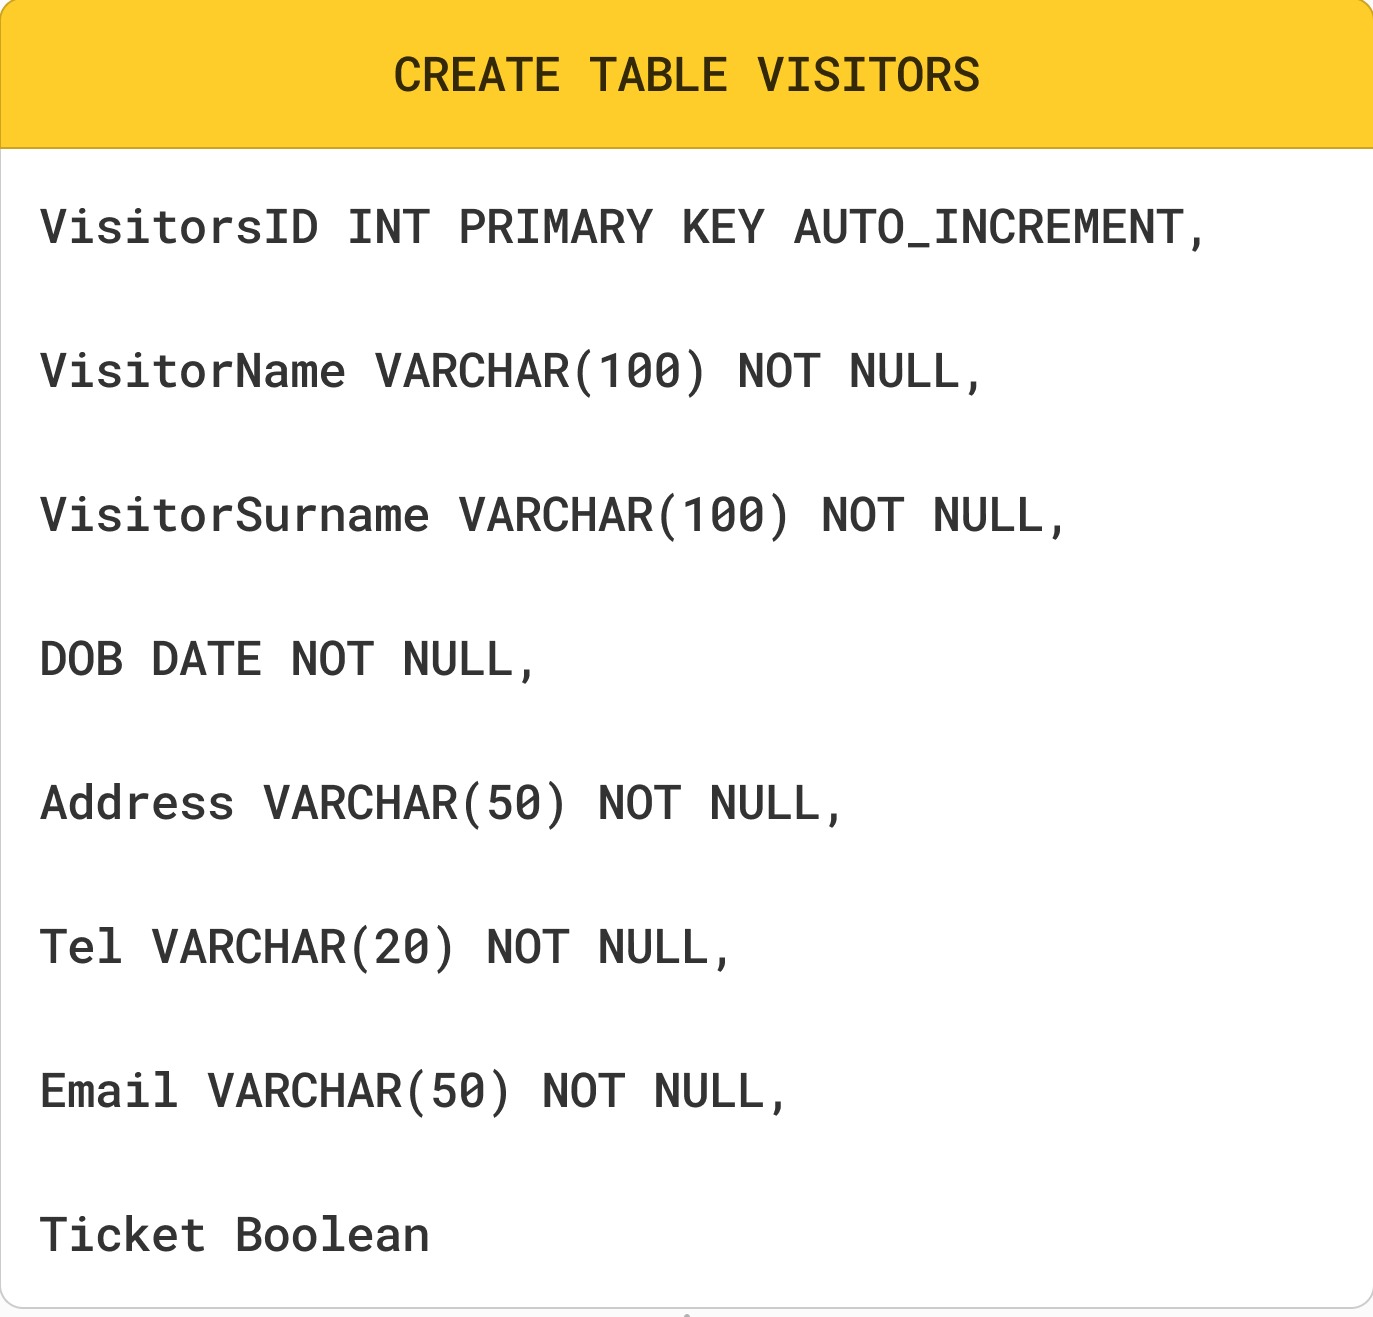 CREATE TABLE VISITORS
VisitorsID INT PRIMARY KEY AUTO_INCREMENT,
VisitorName VARCHAR(100) NOT NULL,
VisitorSurname VARCHAR(100) NOT NULL,
DOB DATE NOT NULL,
Address VARCHAR(50) NOT NULL,
Tel VARCHAR(20) NOT NULL,
Email VARCHAR(50) NOT NULL,
Ticket Boolean